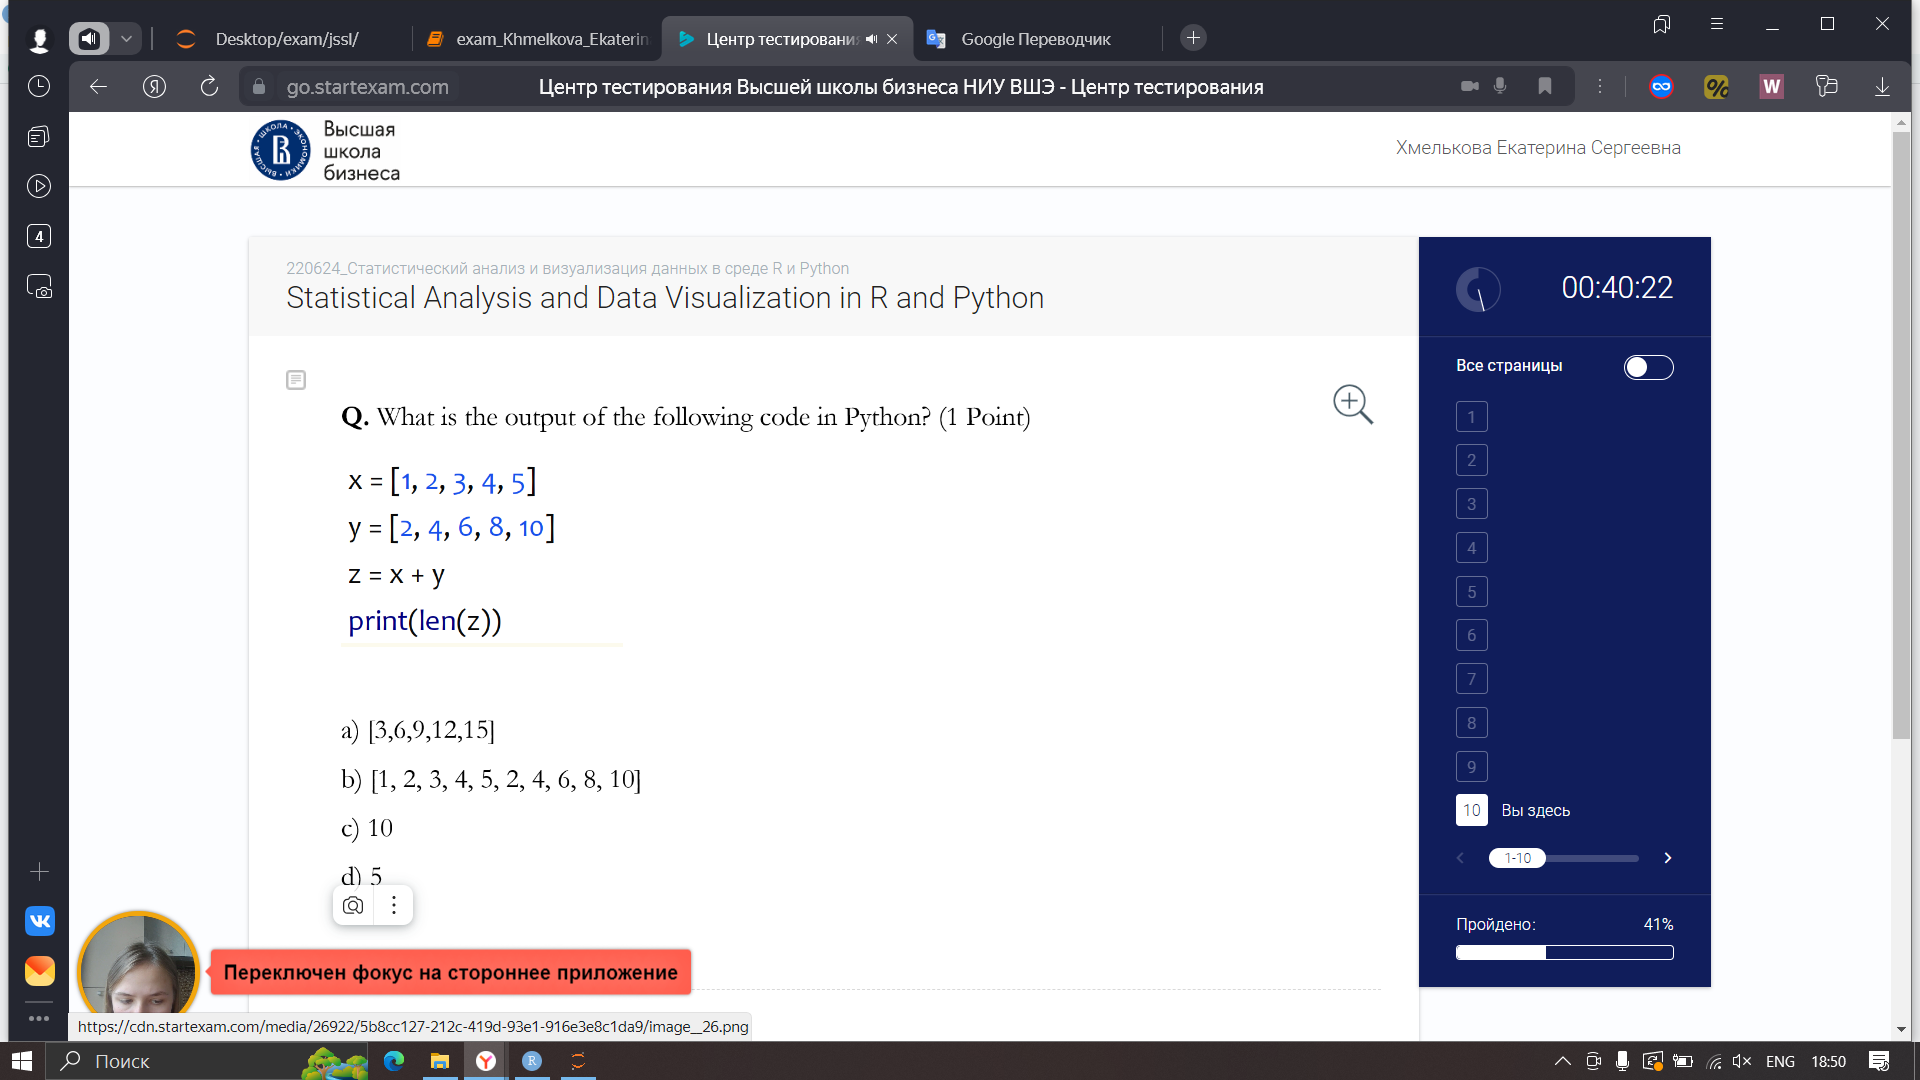 Desktop/exam/jssl/
exam_Khmelkova_Ekaterin
Центр тестировани
Google Переводчик
go.startexam.com
Центр тестирования Высшей школы бизнеса НИУ ВШЭ - Центр тестирования
4
Высшая
школа
бизнеса
Хмелькова Екатерина Сергеевна
220624_Статистический анализ и визуализация данных в среде R и Python
Statistical Analysis and Data Visualization in R and Python
00:40:22
Все страницы
Q. What is the output of the following code in Python? (1 Point)
x = [1, 2, 3, 4, 5]
y = [2, 4, 6, 8, 10]
z = x + y
print(len(z))
a) [3,6,9,12,15]
b) [1, 2, 3, 4, 5, 2, 4, 6, 8, 10]
c) 10
d) 5
1
2
3
4
5
6
7
8
9
10 Вы здесь
1-10
Пройдено: 41%
Переключен фокус на стороннее приложение
https://cdn.startexam.com/media/26922/5b8cc127-212c-419d-93e1-916e3e8c1da9/image__26.png
Поиск
ENG
18:50